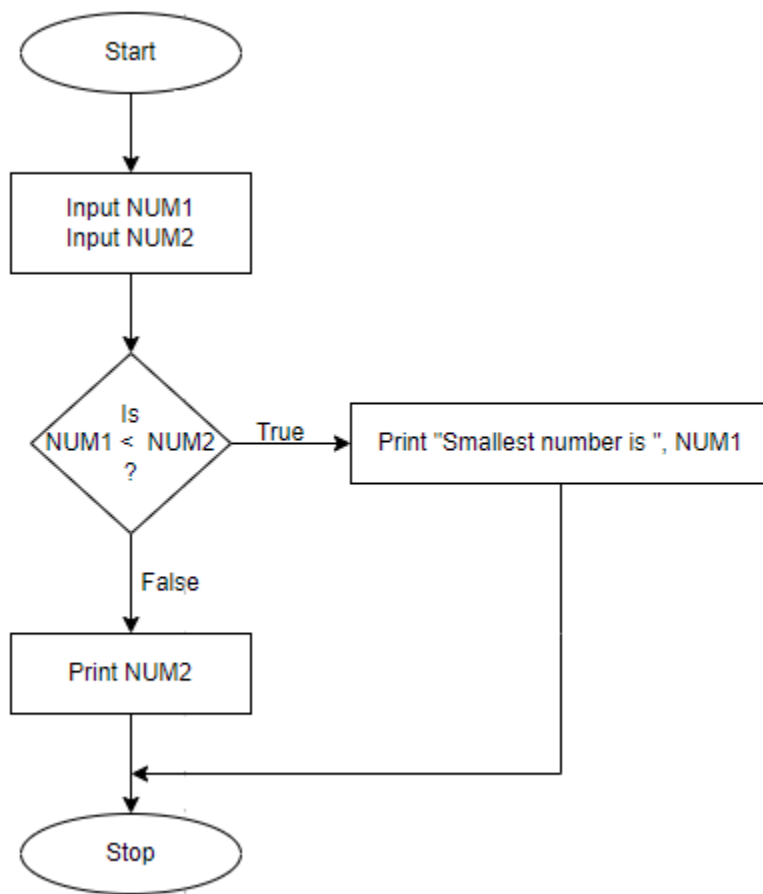 Start
Input NUM1
Input NUM2
Is
NUM1 < NUM2
?
True
Print "Smallest number is ", NUM1
False
Print NUM2
Stop